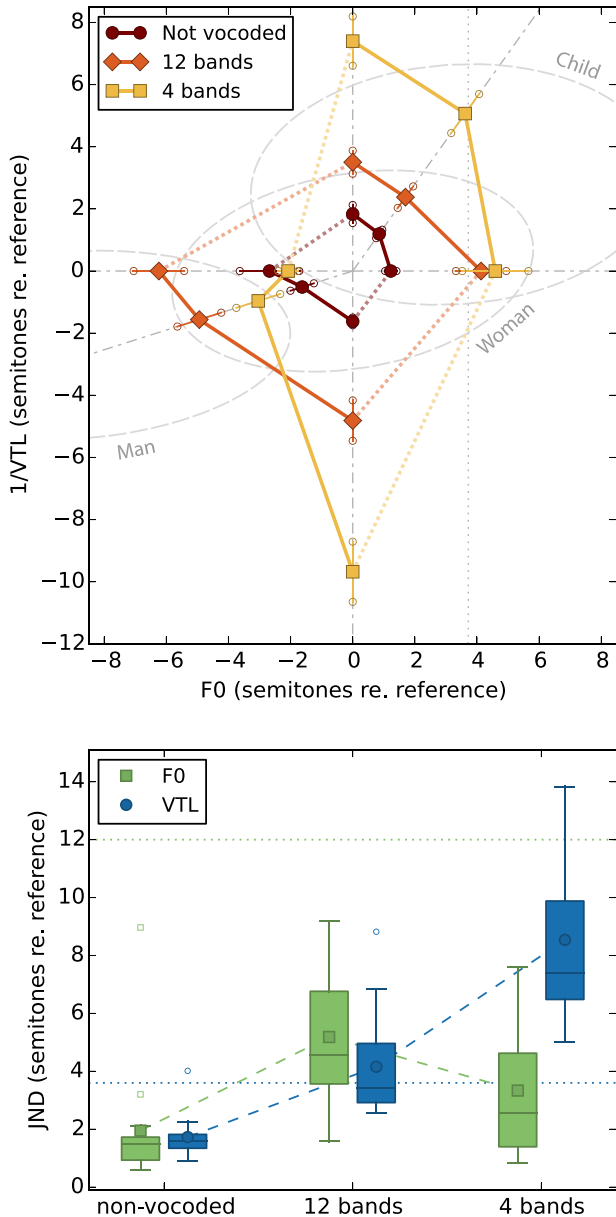 8
6
4
2
0
−2
−4
−6
−8
−10
−12
1/VTL (semitones re. reference)
Not vocoded
12 bands
4 bands
Child
Woman
Man
−8 −6 −4 −2 0 2 4 6 8
F0 (semitones re. reference)
14
12
10
8
6
4
2
0
JND (semitones re. reference)
F0
VTL
non-vocoded 12 bands 4 bands